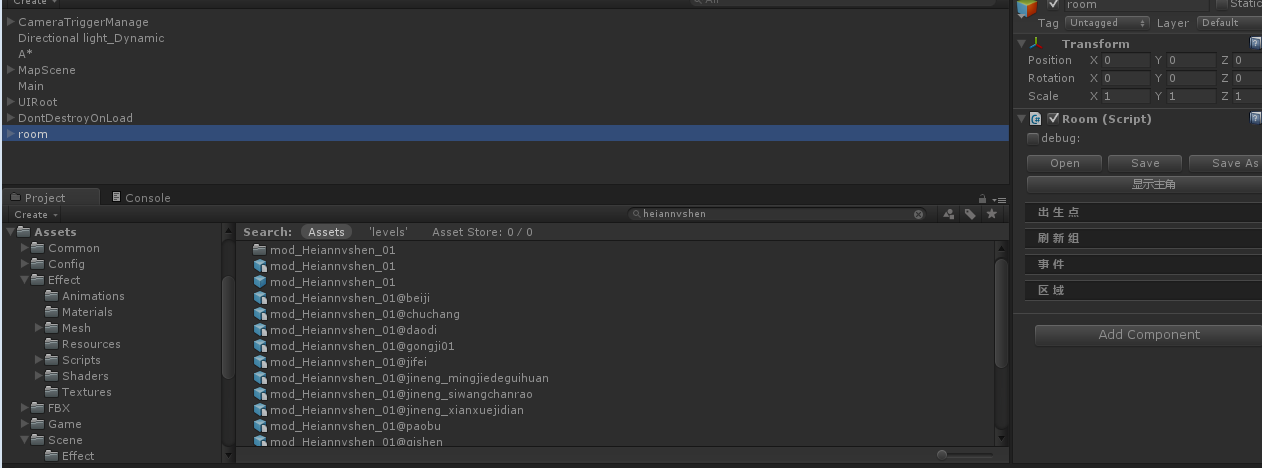 Create
All
CameraTriggerManage
Directional light_Dynamic
A*
MapScene
Main
UIRoot
DontDestroyOnLoad
room
Project
Console
Create
heiannvshen
Assets
Common
Config
Effect
Animations
Materials
Mesh
Resources
Scripts
Shaders
Textures
FBX
Game
Scene
Effect
Search: Assets 'levels' Asset Store: 0 / 0
mod_Heiannvshen_01
mod_Heiannvshen_01
mod_Heiannvshen_01
mod_Heiannvshen_01@beiji
mod_Heiannvshen_01@chuchang
mod_Heiannvshen_01@daodi
mod_Heiannvshen_01@gongji01
mod_Heiannvshen_01@jifei
mod_Heiannvshen_01@jineng_mingjiedeguihuan
mod_Heiannvshen_01@jineng_siwangchanrao
mod_Heiannvshen_01@jineng_xianxuejidian
mod_Heiannvshen_01@paobu
mod_Heiannvshen_01@qishen
room Static
Tag Untagged Layer Default
Transform
Position X 0 Y 0 Z 0
Rotation X 0 Y 0 Z 0
Scale X 1 Y 1 Z 1
Room (Script)
debug:
Open Save Save As
显示主角
出生点
刷新组
事件
区域
Add Component